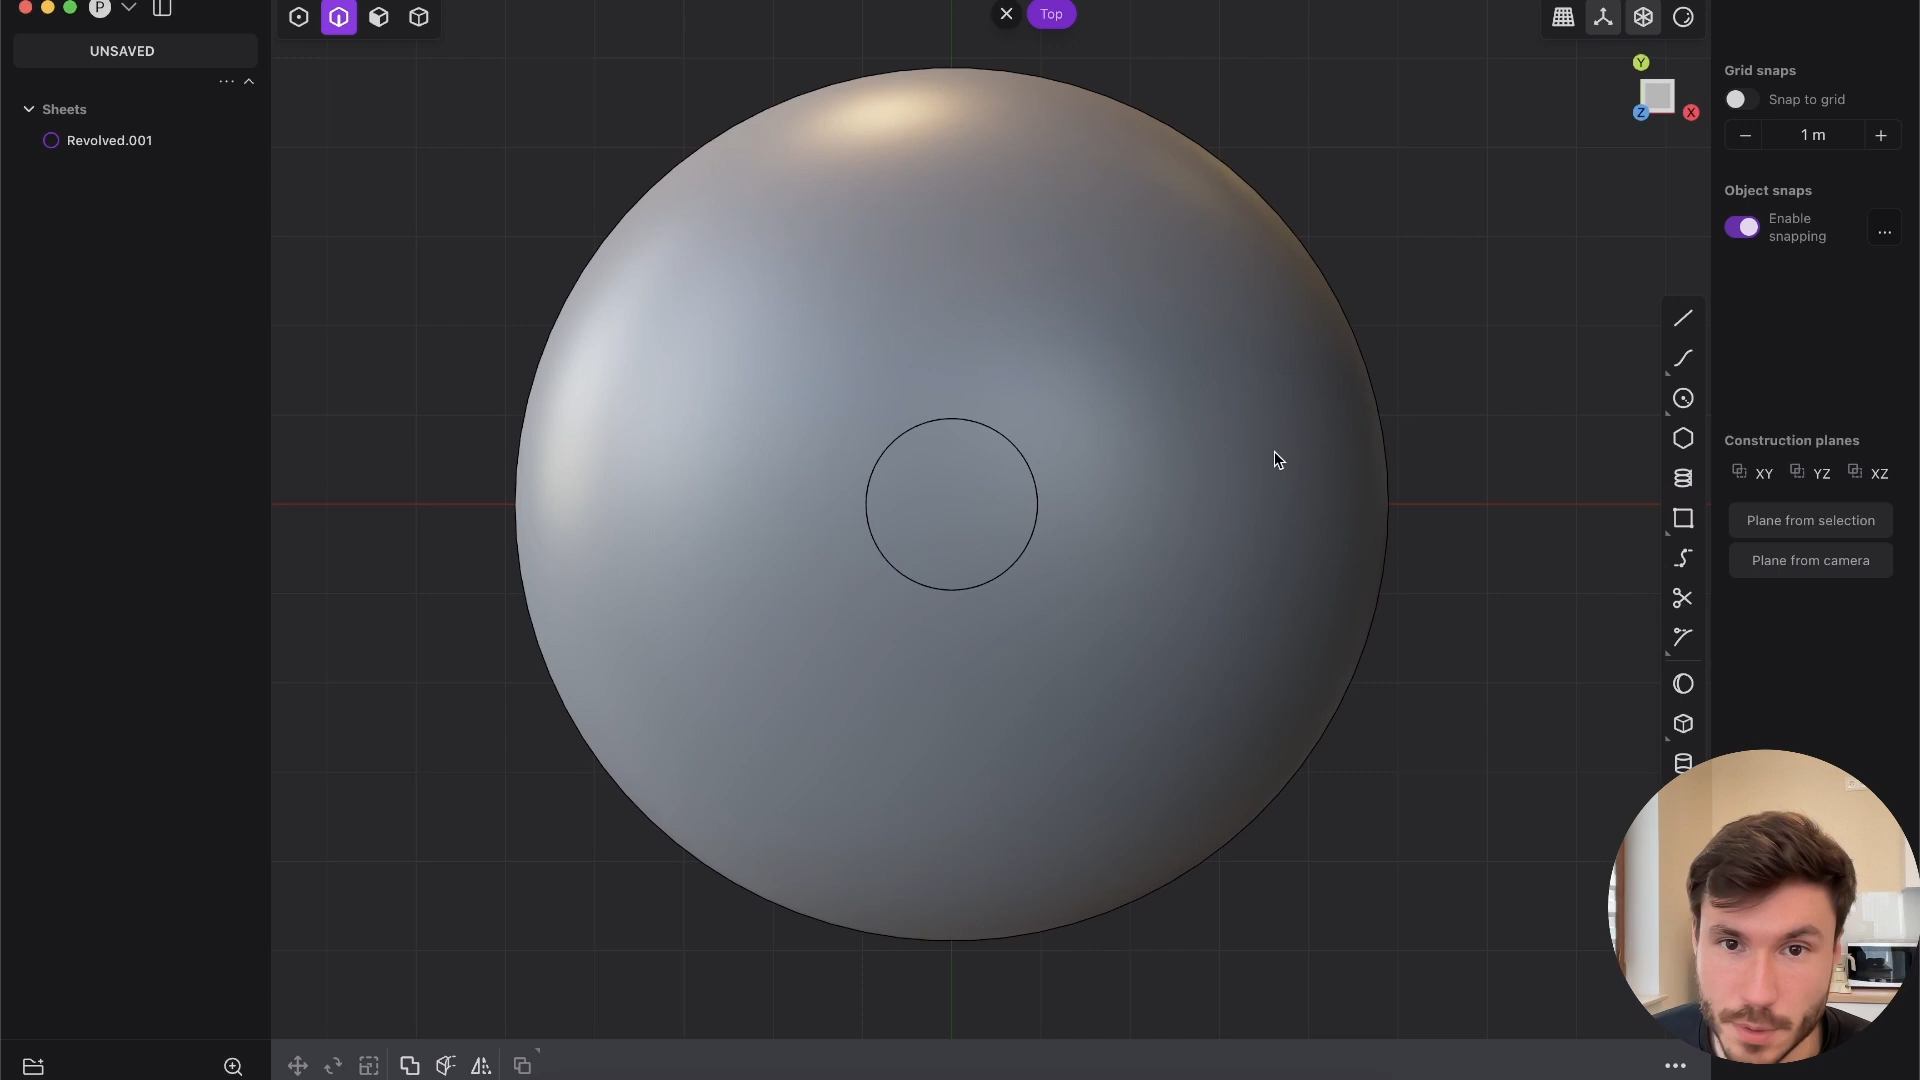 P
Top
UNSAVED
...
Sheets
Revolved.001
Y
Z
X
Grid snaps
Snap to grid
1 m
Object snaps
Enable
snapping
...
Construction planes
XY YZ XZ
Plane from selection
Plane from camera